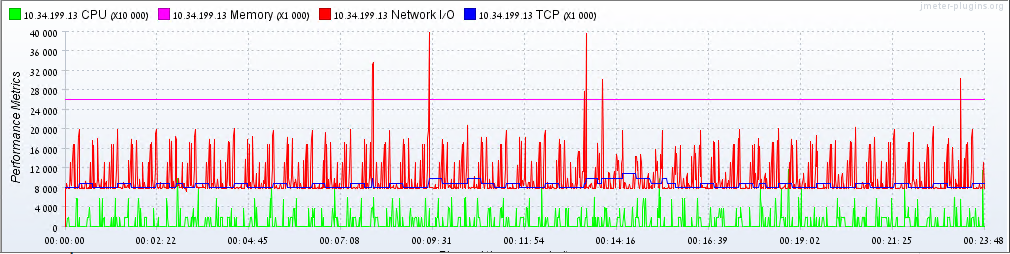 10.34.199.13 CPU (X10 000) 10.34.199.13 Memory (X1 000) 10.34.199.13 Network I/O 10.34.199.13 TCP (X1 000)
jmeter-plugins.org
Performance Metrics
40 000
36 000
32 000
28 000
24 000
20 000
16 000
12 000
8 000
4 000
0
00:00:00 00:02:22 00:04:45 00:07:08 00:09:31 00:11:54 00:14:16 00:16:39 00:19:02 00:21:25 00:23:48